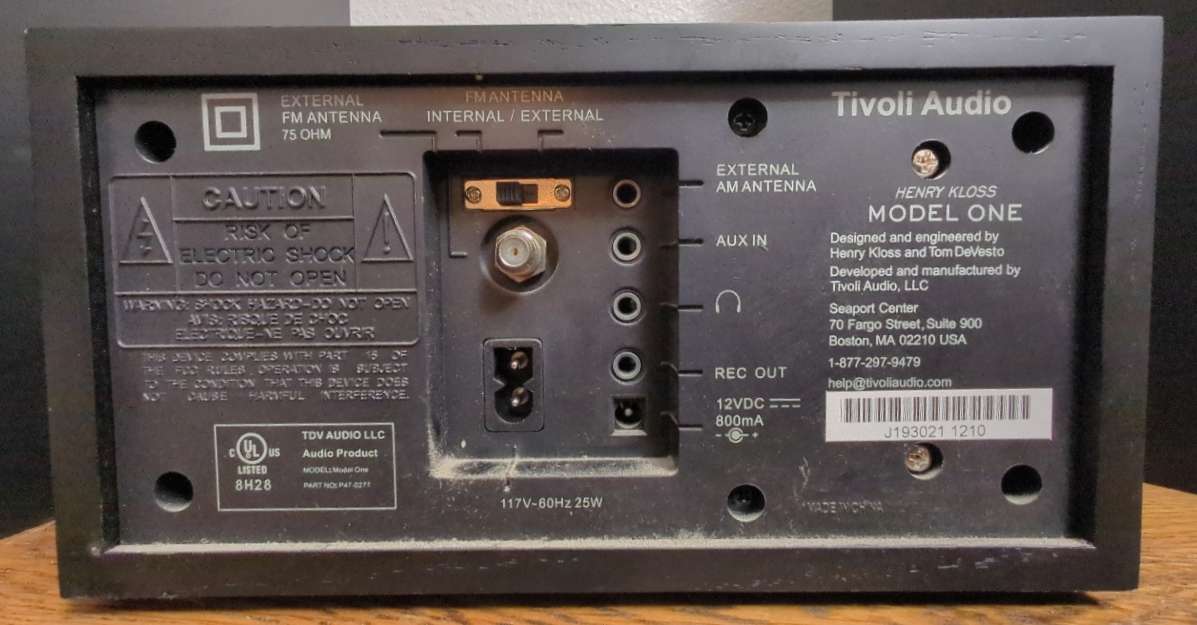 EXTERNAL
FM ANTENNA
75 OHM
FM ANTENNA
INTERNAL / EXTERNAL
Tivoli Audio
CAUTION
RISK OF
ELECTRIC SHOCK
DO NOT OPEN
WARNING: SHOCK HAZARD-DO NOT OPEN
AVIS: RISQUE DE CHOC
ELECTRIQUE-NE PAS OUVRIR
THIS DEVICE COMPLIES WITH PART 15 OF
THE FCC RULES. OPERATION IS SUBJECT
TO THE CONDITION THAT THIS DEVICE DOES
NOT CAUSE HARMFUL INTERFERENCE.
C UL US
LISTED
8H28
TDV AUDIO LLC
Audio Product
MODEL: Model One
PART NO: P47-0277
117V~60Hz 25W
EXTERNAL
AM ANTENNA
AUX IN
REC OUT
12VDC
800mA
- +
HENRY KLOSS
MODEL ONE
Designed and engineered by
Henry Kloss and Tom DeVesto
Developed and manufactured by
Tivoli Audio, LLC
Seaport Center
70 Fargo Street, Suite 900
Boston, MA 02210 USA
1-877-297-9479
help@tivoliaudio.com
J193021 1210
MADE IN CHINA